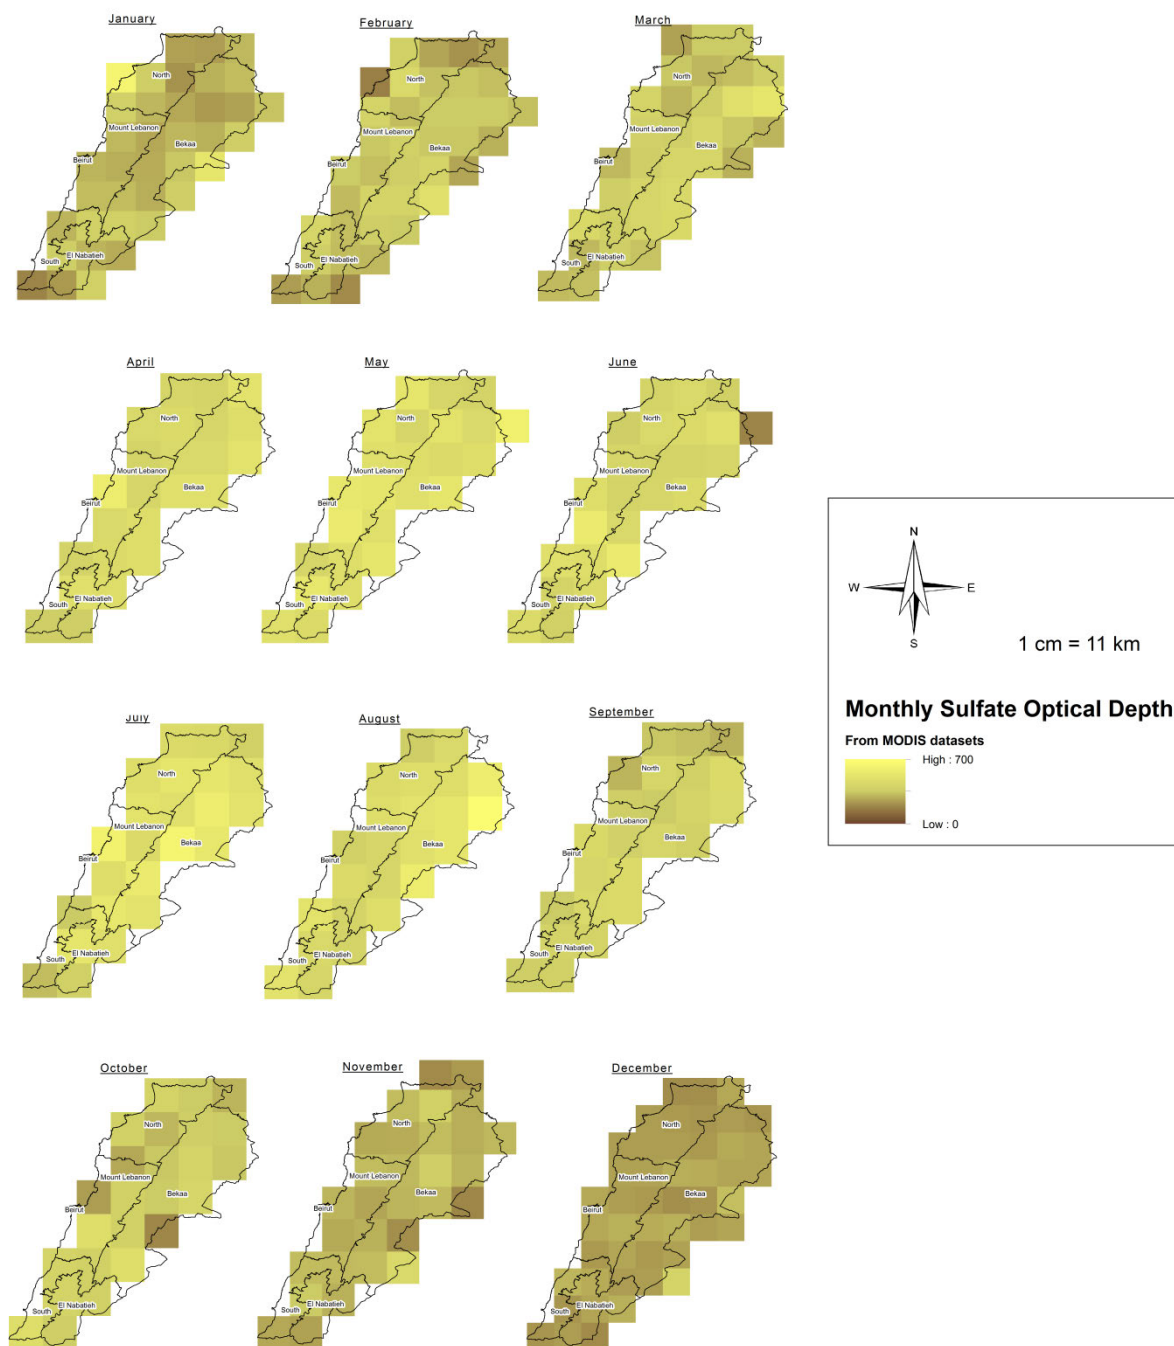 January
North
Mount Lebanon
Bekaa
Beirut
El Nabatieh
South
February
North
Mount Lebanon
Bekaa
Beirut
El Nabatieh
South
March
North
Mount Lebanon
Bekaa
Beirut
El Nabatieh
South
April
North
Mount Lebanon
Bekaa
Beirut
El Nabatieh
South
May
North
Mount Lebanon
Bekaa
Beirut
El Nabatieh
South
June
North
Mount Lebanon
Bekaa
Beirut
El Nabatieh
South
N
W
E
S
1 cm = 11 km
Monthly Sulfate Optical Depth
From MODIS datasets
High : 700
Low : 0
July
North
Mount Lebanon
Bekaa
Beirut
El Nabatieh
South
August
North
Mount Lebanon
Bekaa
Beirut
El Nabatieh
South
September
North
Mount Lebanon
Bekaa
Beirut
El Nabatieh
South
October
North
Mount Lebanon
Bekaa
Beirut
El Nabatieh
South
November
North
Mount Lebanon
Bekaa
Beirut
El Nabatieh
South
December
North
Mount Lebanon
Bekaa
Beirut
El Nabatieh
South